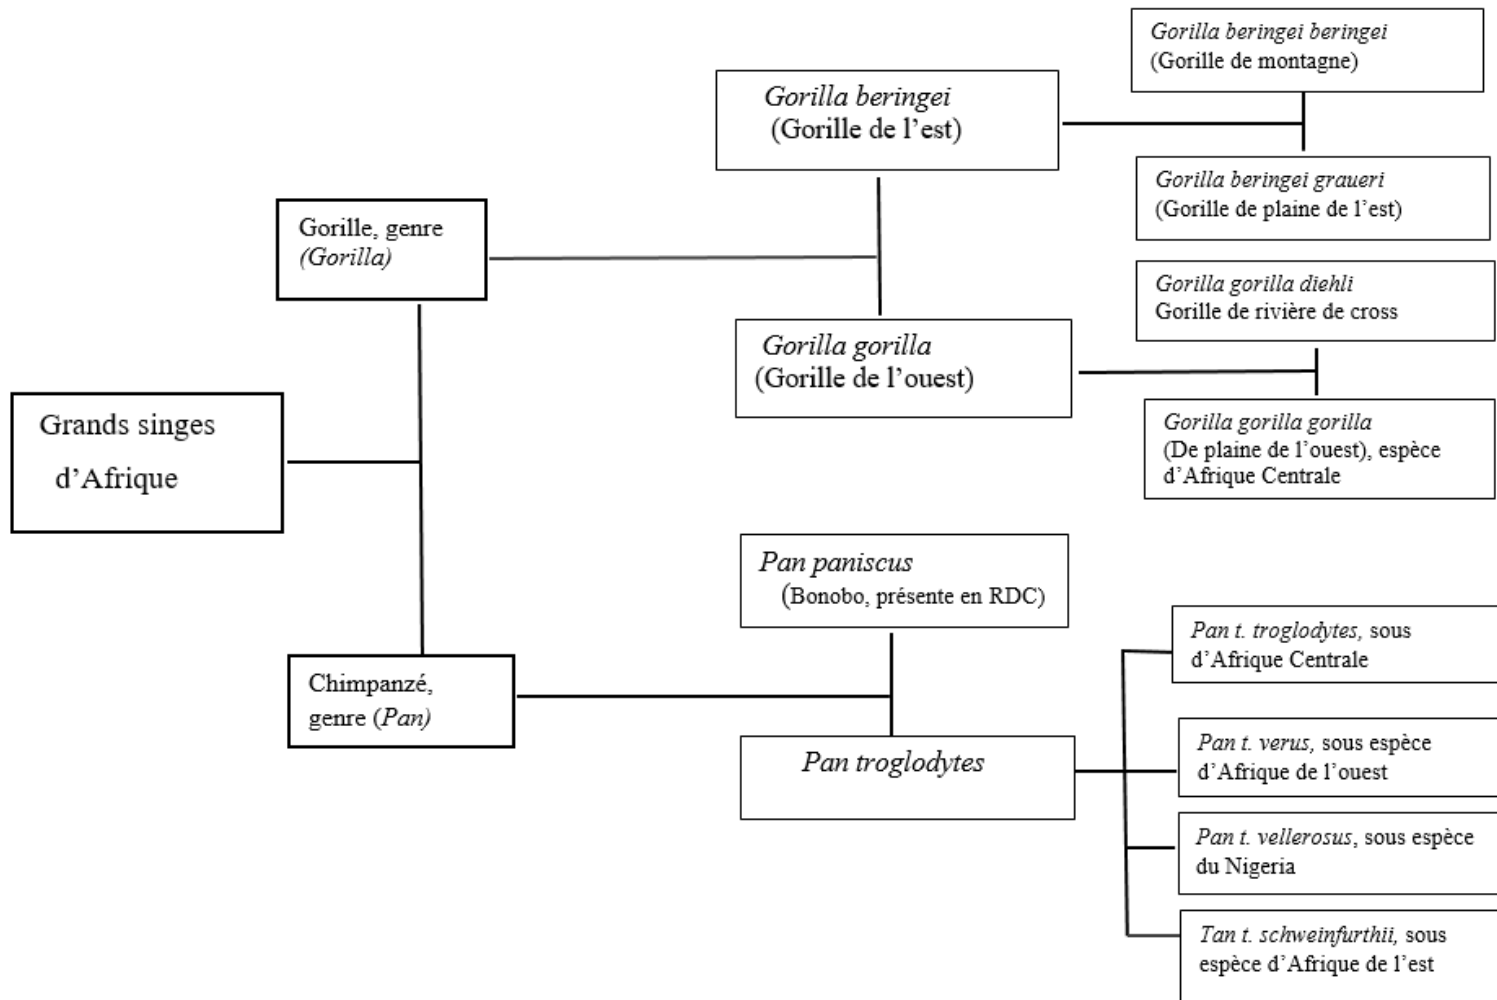 Grands singes
d’Afrique
Gorille, genre
(Gorilla)
Chimpanzé,
genre (Pan)
Gorilla beringei
(Gorille de l’est)
Gorilla gorilla
(Gorille de l’ouest)
Pan paniscus
(Bonobo, présente en RDC)
Pan troglodytes
Gorilla beringei beringei
(Gorille de montagne)
Gorilla beringei graueri
(Gorille de plaine de l’est)
Gorilla gorilla diehli
Gorille de rivière de cross
Gorilla gorilla gorilla
(De plaine de l’ouest), espèce
d’Afrique Centrale
Pan t. troglodytes, sous
d’Afrique Centrale
Pan t. verus, sous espèce
d’Afrique de l’ouest
Pan t. vellerosus, sous espèce
du Nigeria
Tan t. schweinfurthii, sous
espèce d’Afrique de l’est